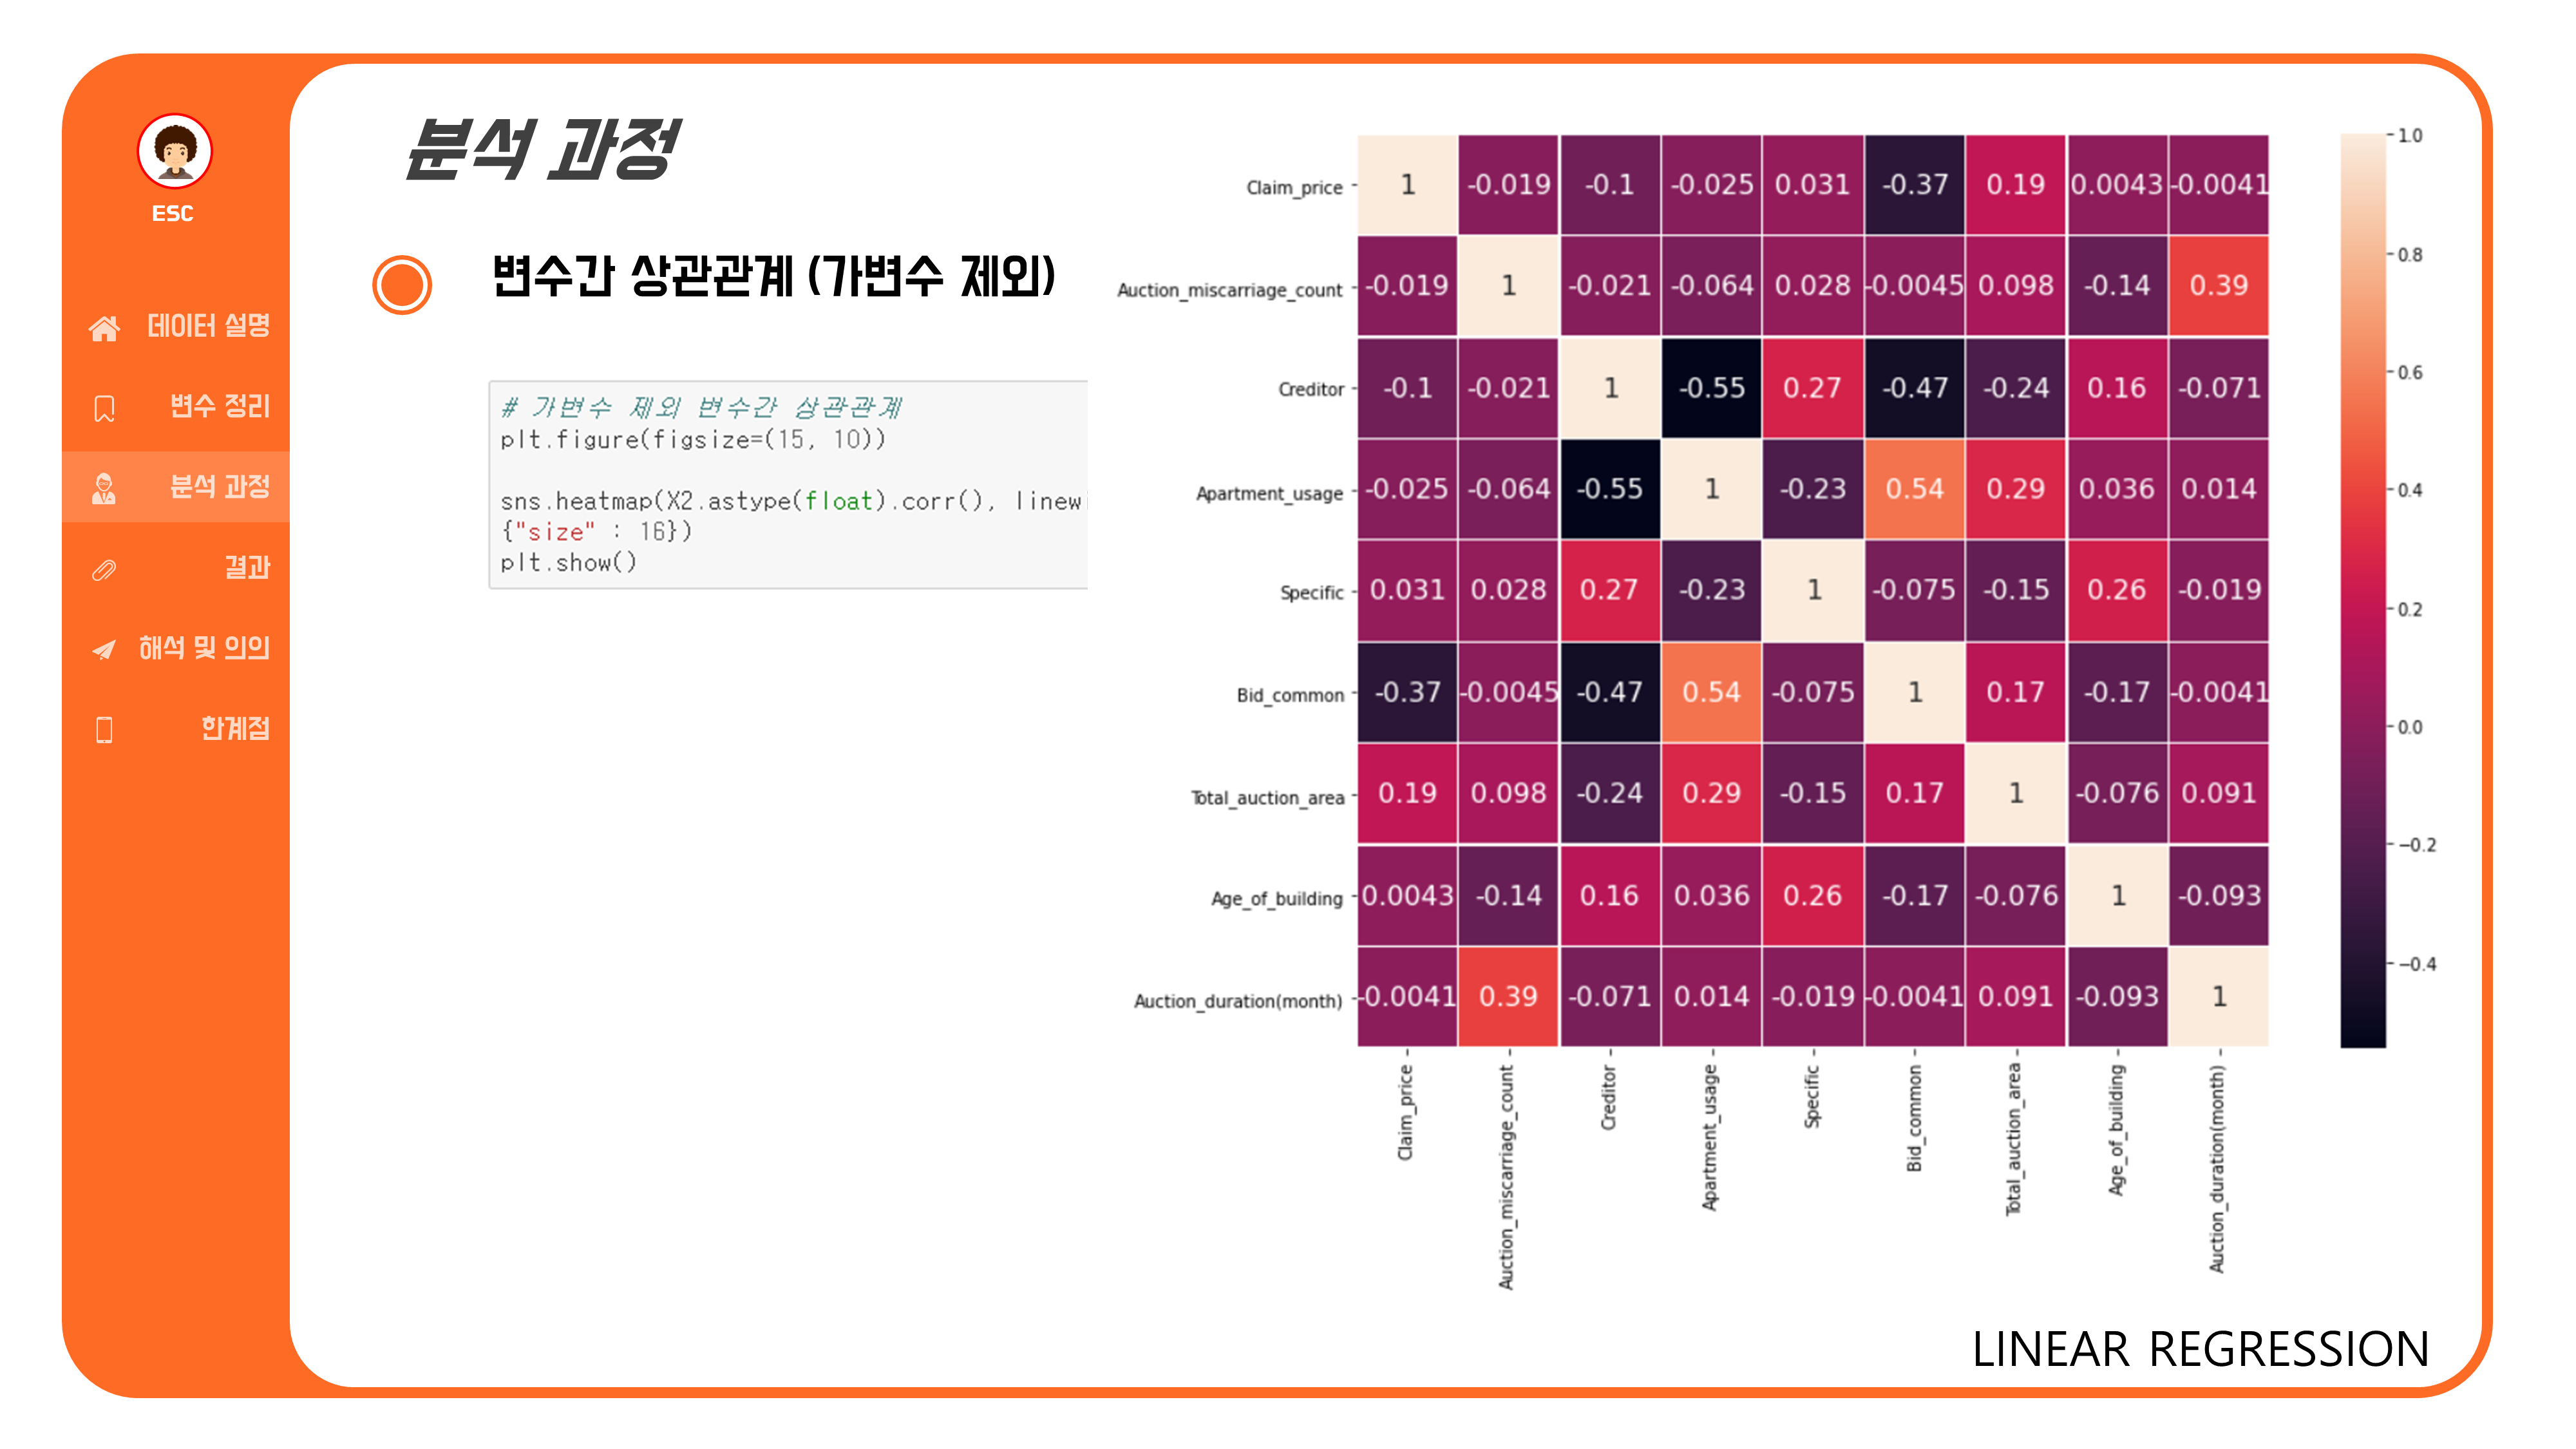 ESC
데이터 설명
변수 정리
분석 과정
결과
해석 및 의의
한계점
분석 과정
변수간 상관관계 (가변수 제외)
# 가변수 제외 변수간 상관관계
plt.figure(figsize=(15, 10))
sns.heatmap(X2.astype(float).corr(), linewi
{"size" : 16})
plt.show()
Claim_price 1 -0.019 -0.1 -0.025 0.031 -0.37 0.19 0.0043 -0.0041
Auction_miscarriage_count -0.019 1 -0.021 -0.064 0.028 -0.0045 0.098 -0.14 0.39
Creditor -0.1 -0.021 1 -0.55 0.27 -0.47 -0.24 0.16 -0.071
Apartment_usage -0.025 -0.064 -0.55 1 -0.23 0.54 0.29 0.036 0.014
Specific 0.031 0.028 0.27 -0.23 1 -0.075 -0.15 0.26 -0.019
Bid_common -0.37 -0.0045 -0.47 0.54 -0.075 1 0.17 -0.17 -0.0041
Total_auction_area 0.19 0.098 -0.24 0.29 -0.15 0.17 1 -0.076 0.091
Age_of_building 0.0043 -0.14 0.16 0.036 0.26 -0.17 -0.076 1 -0.093
Auction_duration(month) -0.0041 0.39 -0.071 0.014 -0.019 -0.0041 0.091 -0.093 1
Claim_price
Auction_miscarriage_count
Creditor
Apartment_usage
Specific
Bid_common
Total_auction_area
Age_of_building
Auction_duration(month)
1.0
0.8
0.6
0.4
0.2
0.0
−0.2
−0.4
LINEAR REGRESSION